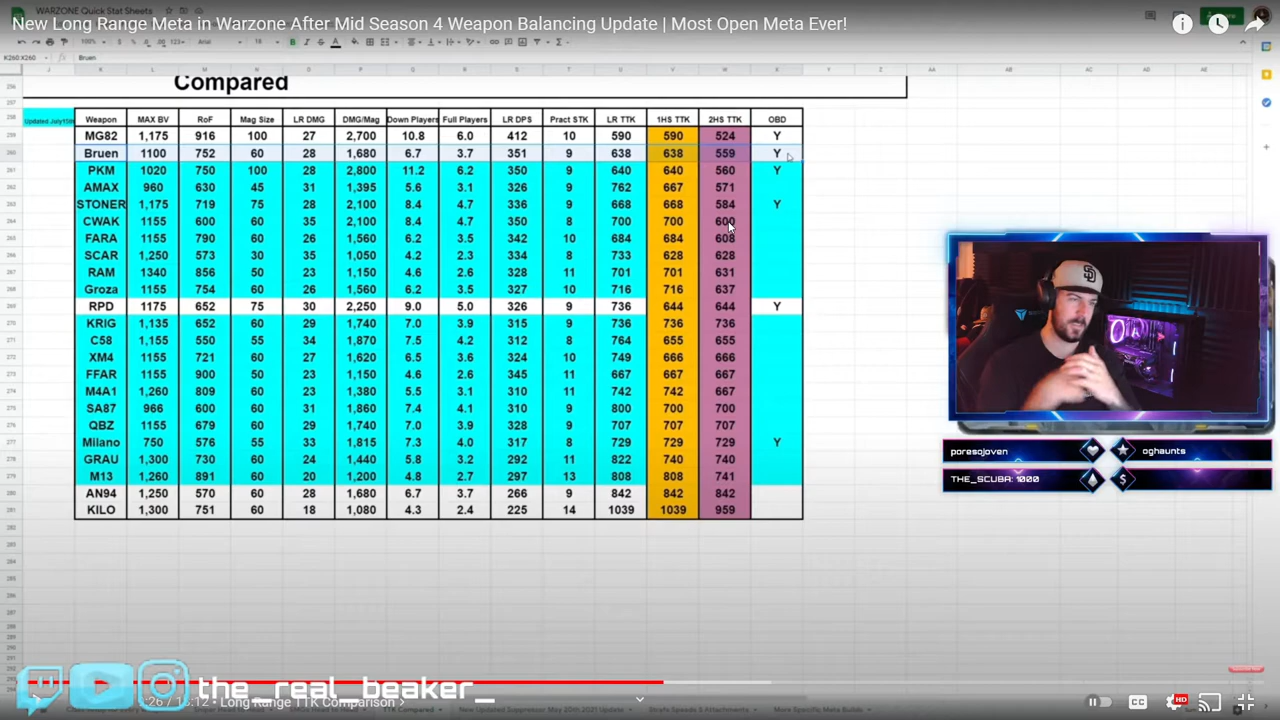 New Long Range Meta in Warzone After Mid Season 4 Weapon Balancing Update | Most Open Meta Ever!
WARZONE Quick Stat Sheets
K260:X260 Bruen
Compared
Updated July15th Weapon MAX BV RoF Mag Size LR DMG DMG/Mag Down Players Full Players LR DPS Pract STK LR TTK 1HS TTK 2HS TTK OBD
MG82 1,175 916 100 27 2,700 10.8 6.0 412 10 590 590 524 Y
Bruen 1100 752 60 28 1,680 6.7 3.7 351 9 638 638 559 Y
PKM 1020 750 100 28 2,800 11.2 6.2 350 9 640 640 560 Y
AMAX 960 630 45 31 1,395 5.6 3.1 326 9 762 667 571
STONER 1,175 719 75 28 2,100 8.4 4.7 336 9 668 668 584 Y
CWAK 1155 600 60 35 2,100 8.4 4.7 350 8 700 700 600
FARA 1155 790 60 26 1,560 6.2 3.5 342 10 684 684 608
SCAR 1,250 573 30 35 1,050 4.2 2.3 334 8 733 628 628
RAM 1340 856 50 23 1,150 4.6 2.6 328 11 701 701 631
Groza 1155 754 60 26 1,560 6.2 3.5 327 10 716 716 637
RPD 1175 652 75 30 2,250 9.0 5.0 326 9 736 644 644 Y
KRIG 1,135 652 60 29 1,740 7.0 3.9 315 9 736 736 736
C58 1,155 550 55 34 1,870 7.5 4.2 312 8 764 655 655
XM4 1155 721 60 27 1,620 6.5 3.6 324 10 749 666 666
FFAR 1155 900 50 23 1,150 4.6 2.6 345 11 667 667 667
M4A1 1,260 809 60 23 1,380 5.5 3.1 310 11 742 742 667
SA87 966 600 60 31 1,860 7.4 4.1 310 9 800 700 700
QBZ 1155 679 60 29 1,740 7.0 3.9 328 9 707 707 707
Milano 750 576 55 33 1,815 7.3 4.0 317 8 729 729 729 Y
GRAU 1,300 730 60 24 1,440 5.8 3.2 292 11 822 740 740
M13 1,260 891 60 20 1,200 4.8 2.7 297 13 808 808 741
AN94 1,250 570 60 28 1,680 6.7 3.7 266 9 842 842 842
KILO 1,300 751 60 18 1,080 4.3 2.4 225 14 1039 1039 959
poresojoven oghaunts
THE_SCUBA: 1000
the_real_beaker_
Long Range TTK Comparison
TTK Compared New Updated Suppressor May 20th 2021 Update
CC HD